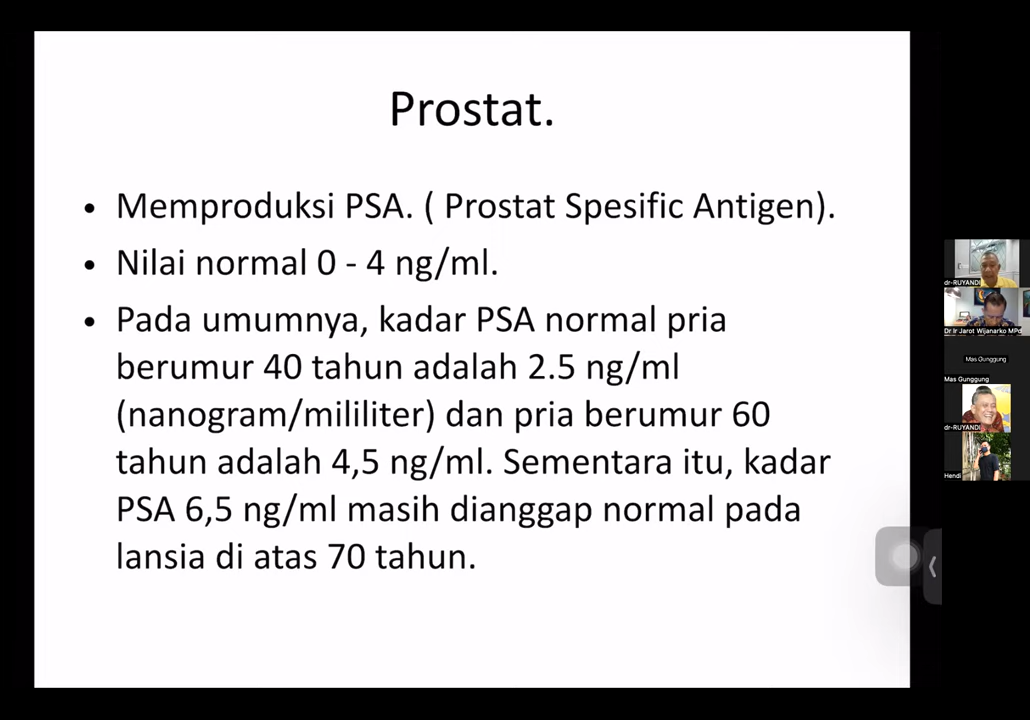 Prostat.
• Memproduksi PSA. ( Prostat Spesific Antigen).
• Nilai normal 0 - 4 ng/ml.
• Pada umumnya, kadar PSA normal pria
berumur 40 tahun adalah 2.5 ng/ml
(nanogram/mililiter) dan pria berumur 60
tahun adalah 4,5 ng/ml. Sementara itu, kadar
PSA 6,5 ng/ml masih dianggap normal pada
lansia di atas 70 tahun.
dr-RUYANDI
Dr Ir Jarot Wijanarko MPd
Mas Gunggung
Mas Gunggung
dr-RUYANDI
Hendi